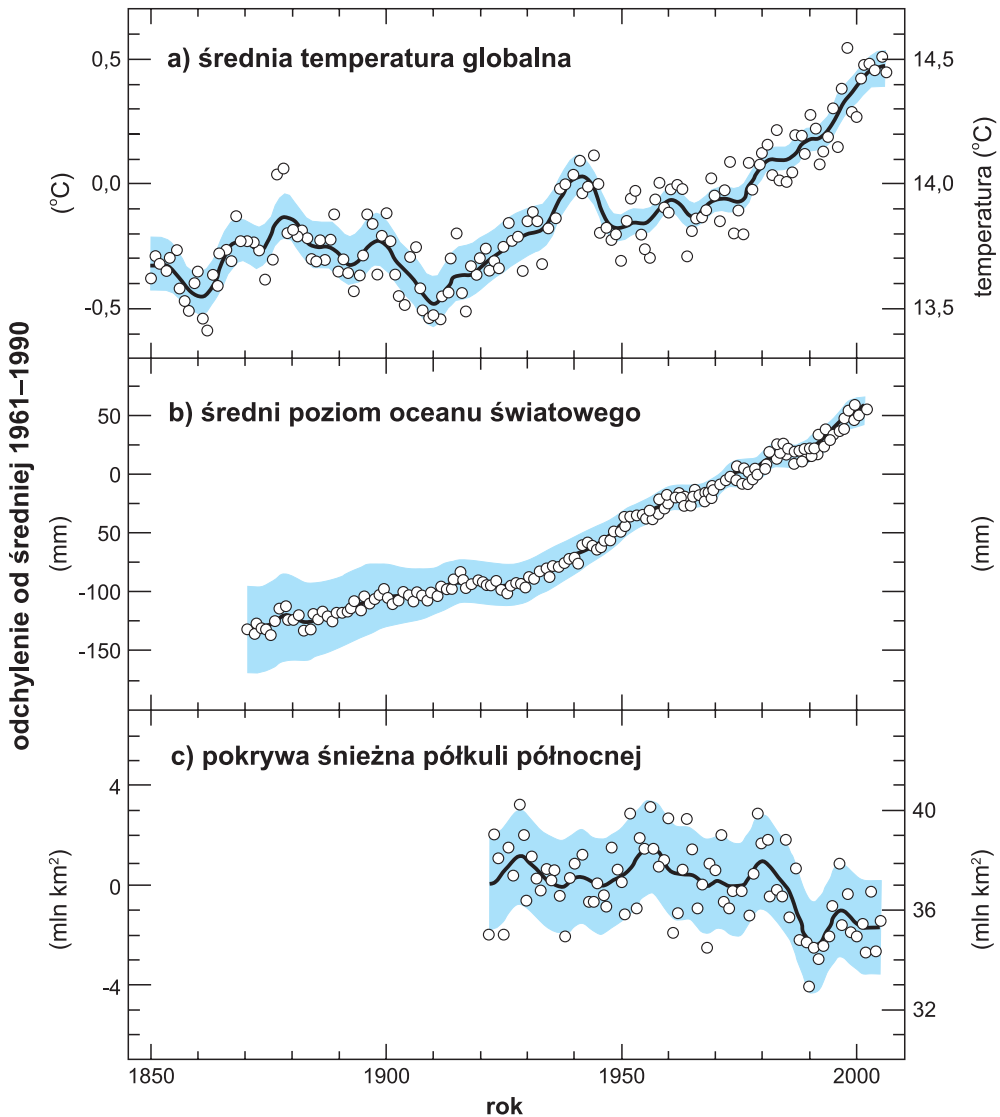 odchylenie od średniej 1961–1990
a) średnia temperatura globalna
(°C)
0,5
0,0
-0,5
14,5
14,0
13,5
temperatura (°C)
b) średni poziom oceanu światowego
(mm)
50
0
50
-100
-150
(mm)
c) pokrywa śnieżna półkuli północnej
(mln km²)
4
0
-4
40
36
32
(mln km²)
1850
1900
1950
2000
rok